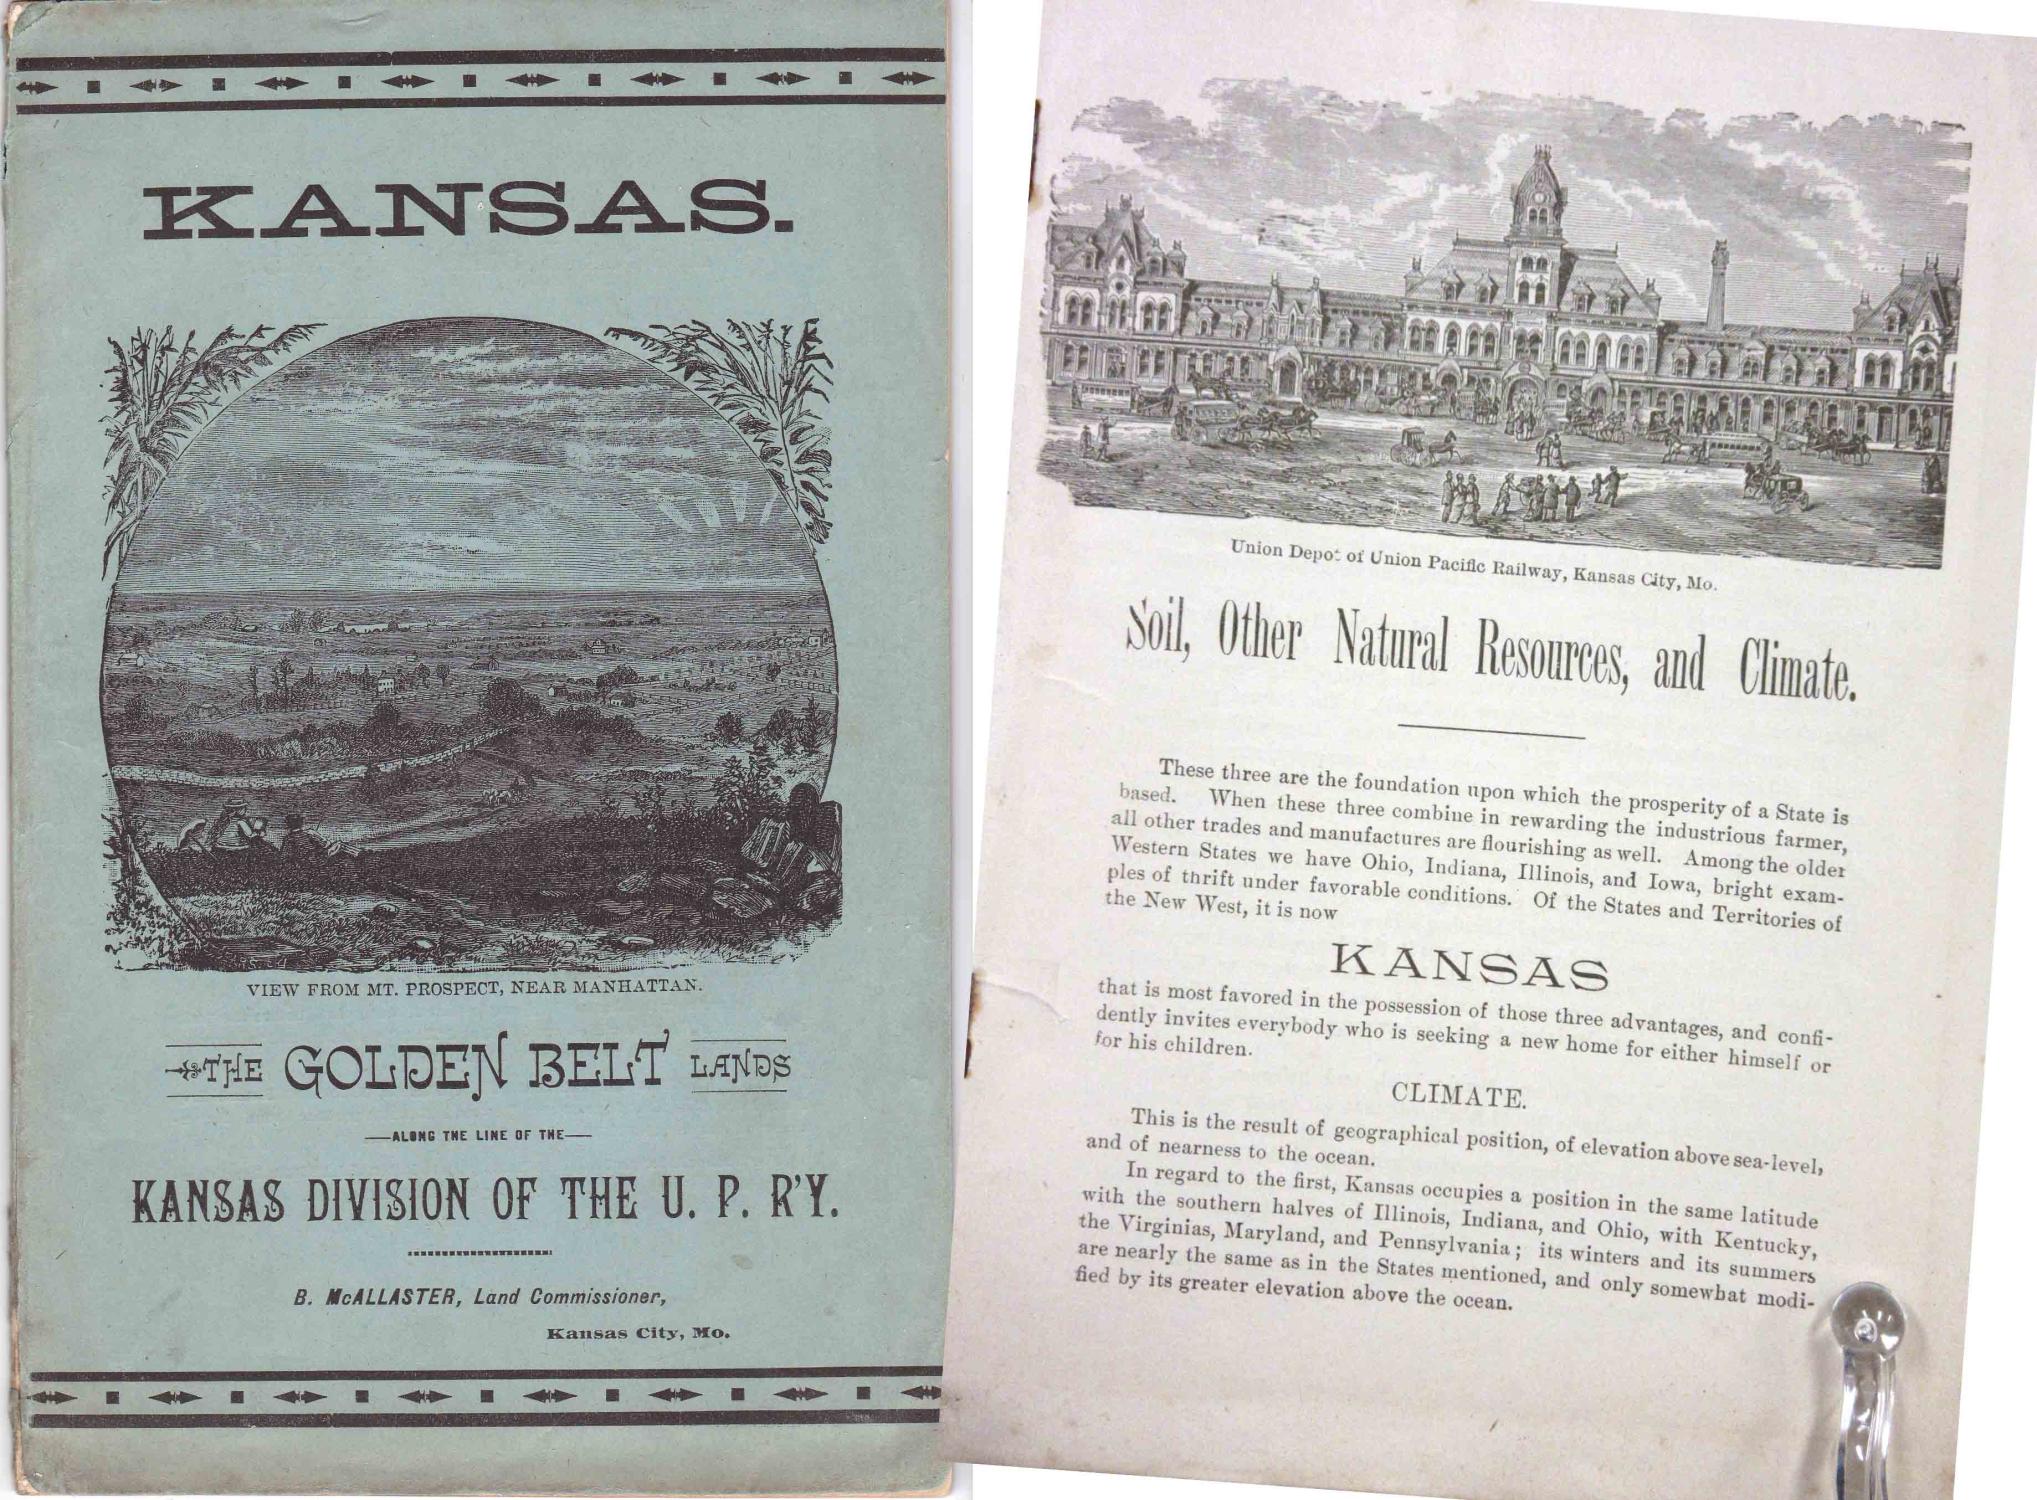 KANSAS.
VIEW FROM MT. PROSPECT, NEAR MANHATTAN.
THE GOLDEN BELT LANDS
—ALONG THE LINE OF THE—
KANSAS DIVISION OF THE U. P. R'Y.
B. McALLASTER, Land Commissioner,
Kansas City, Mo.
Union Depot of Union Pacific Railway, Kansas City, Mo.
Soil, Other Natural Resources, and Climate.
These three are the foundation upon which the prosperity of a State is
based. When these three combine in rewarding the industrious farmer,
all other trades and manufactures are flourishing as well. Among the older
Western States we have Ohio, Indiana, Illinois, and Iowa, bright exam-
ples of thrift under favorable conditions. Of the States and Territories of
the New West, it is now
KANSAS
that is most favored in the possession of those three advantages, and confi-
dently invites everybody who is seeking a new home for either himself or
for his children.
CLIMATE.
This is the result of geographical position, of elevation above sea-level,
and of nearness to the ocean.
In regard to the first, Kansas occupies a position in the same latitude
with the southern halves of Illinois, Indiana, and Ohio, with Kentucky,
the Virginias, Maryland, and Pennsylvania; its winters and its summers
are nearly the same as in the States mentioned, and only somewhat modi-
fied by its greater elevation above the ocean.